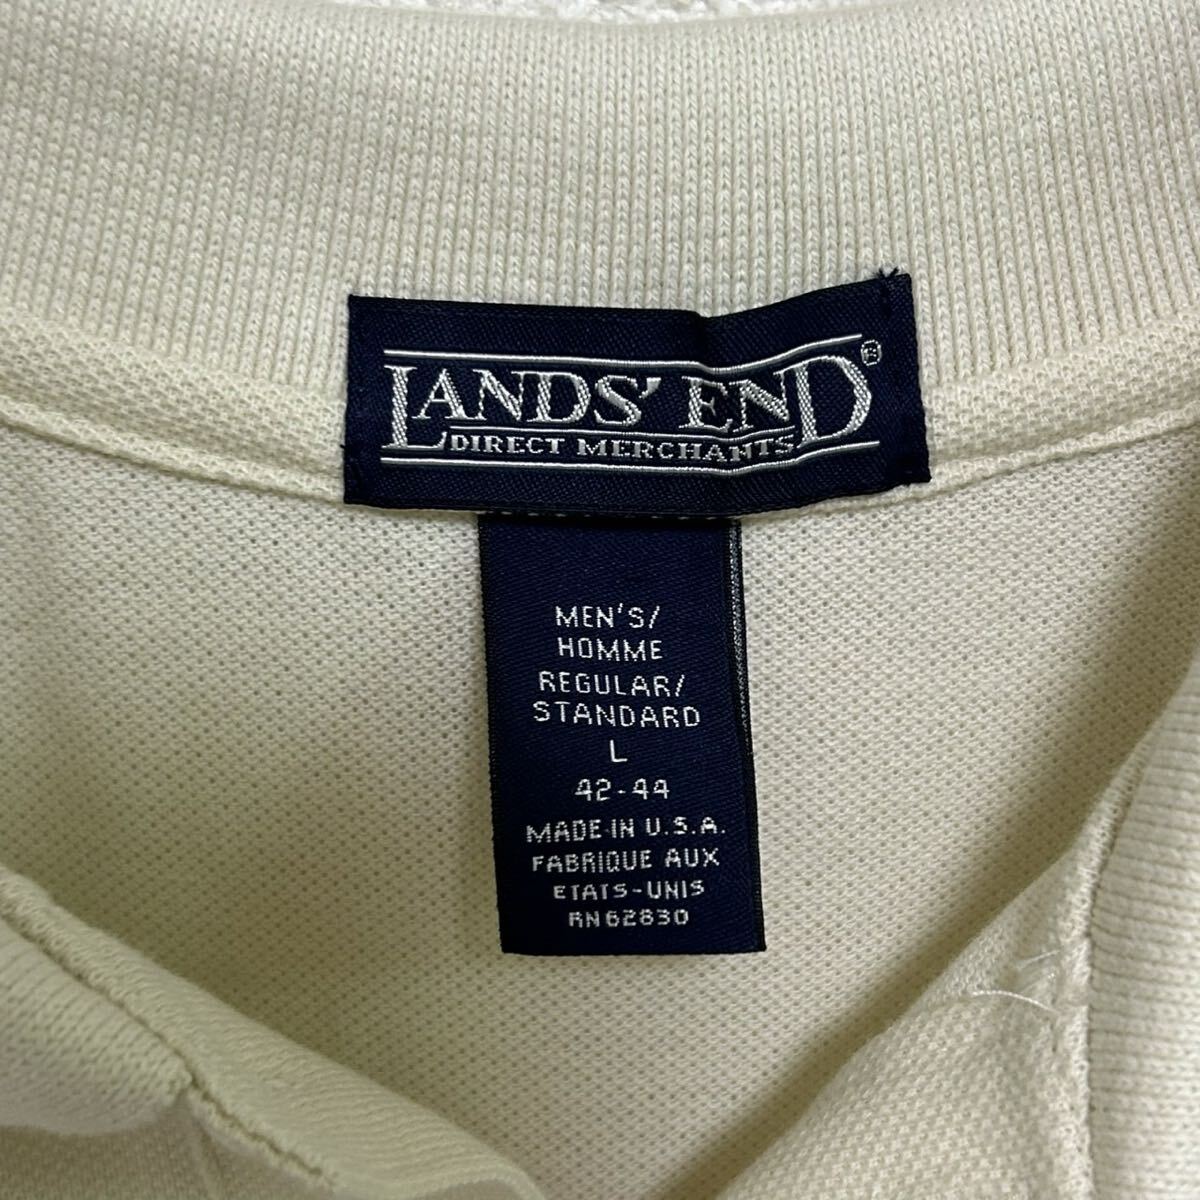 LANDS' END®
DIRECT MERCHANTS
MEN'S/
HOMME
REGULAR/
STANDARD
L
42-44
MADE IN U.S.A.
FABRIQUE AUX
ETATS-UNIS
RN62830